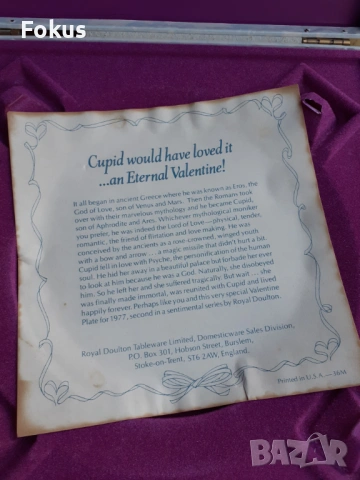 Fokus
Cupid would have loved it
...an Eternal Valentine!
It all began in ancient Greece where he was known as Eros, the
God of Love, son of Venus and Mars. Then the Romans took
over with their marvelous mythology and he became Cupid,
son of Aphrodite and Ares. Whichever mythological moniker
you prefer, he was indeed the Lord of Love—physical, tender,
romantic, the friend of flirtation and love making. He was
conceived by the ancients as a rose-crowned, winged youth
with a bow and arrow ... a magic missile that didn't hurt a bit.
Cupid fell in love with Psyche, the personification of the human
soul. He hid her away in a beautiful palace but forbade her ever
to look at him because he was a God. Naturally, she disobeyed
him. So he left her and she suffered tragically. But wait ... she
was finally made immortal, was reunited with Cupid and lived
happily forever. Perhaps like you and this very special Valentine
Plate for 1977, second in a sentimental series by Royal Doulton.
Royal Doulton Tableware Limited, Domesticware Sales Division,
P.O. Box 301, Hobson Street, Burslem,
Stoke-on-Trent, ST6 2AW, England.
Printed in U.S.A.
BAZAR.BG